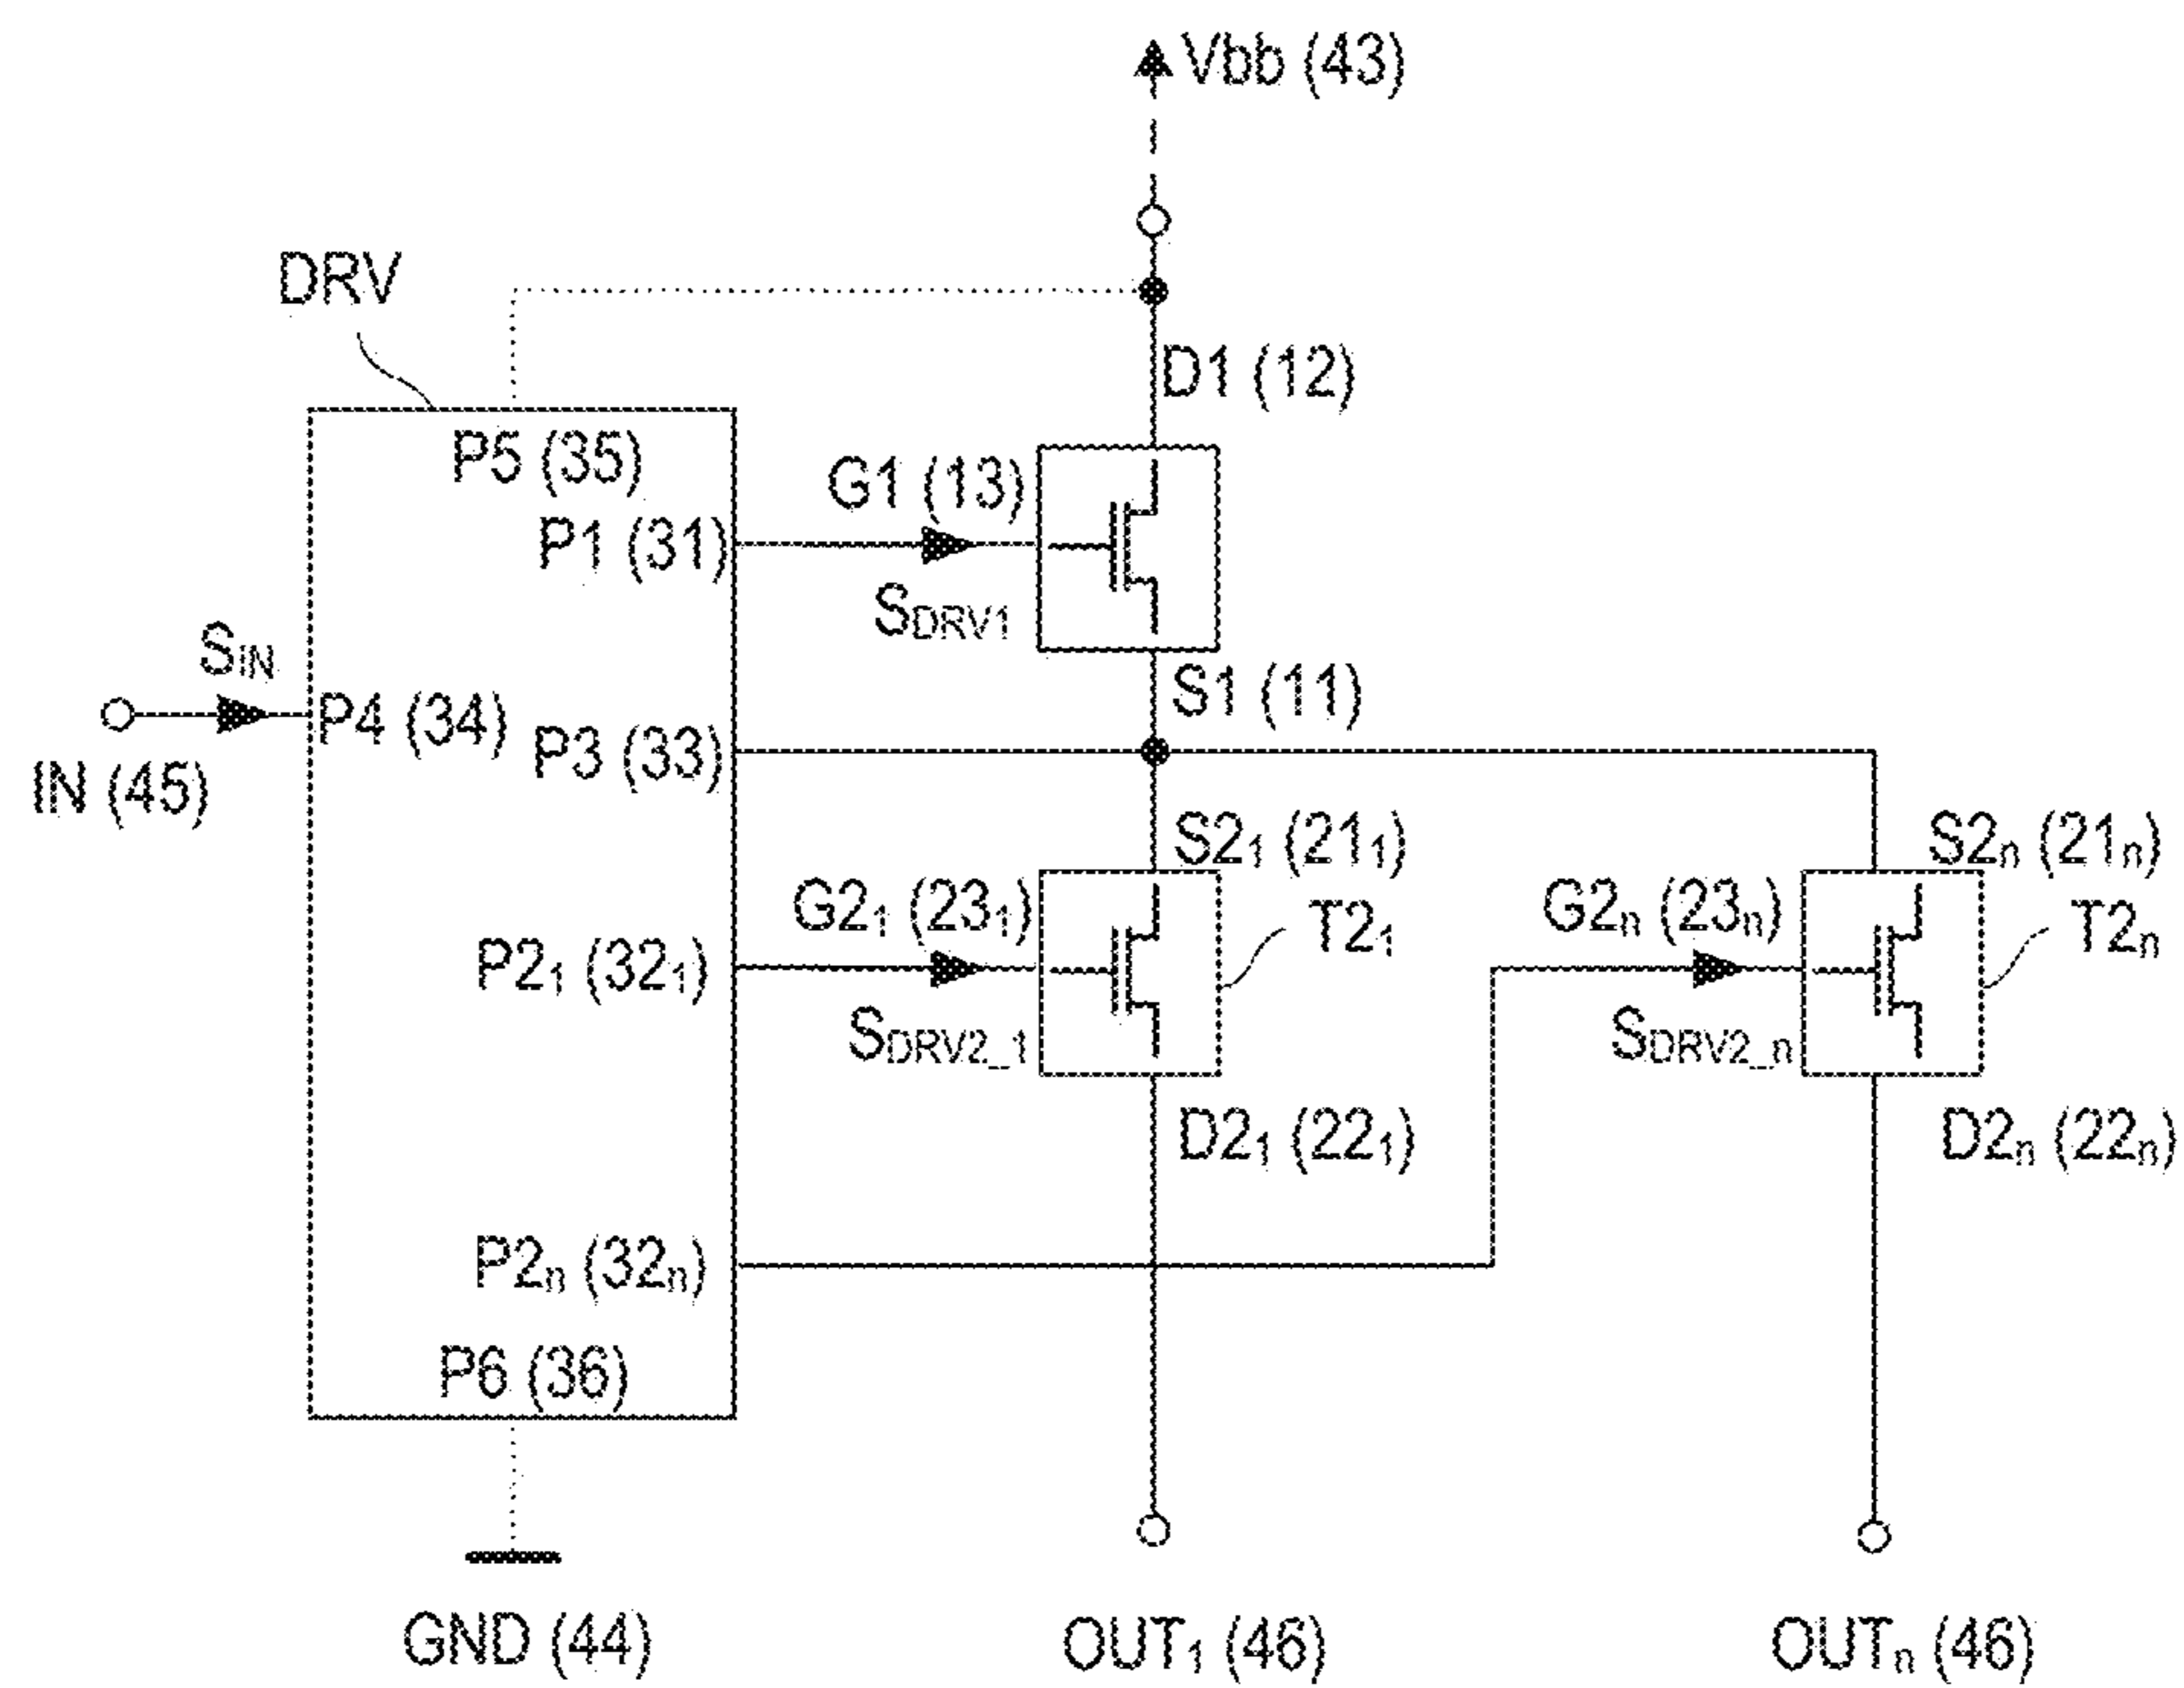 Vbb (43)
DRV
D1 (12)
P5 (35)
G1 (13)
P1 (31)
SDRV1
SIN
S1 (11)
P4 (34)
P3 (33)
IN (45)
S21 (211)
S2n (21n)
G21 (231)
T21
G2n (23n)
T2n
P21 (321)
SDRV2_1
SDRV2_n
D21 (221)
D2n (22n)
P2n (32n)
P6 (36)
GND (44)
OUT1 (46)
OUTn (46)